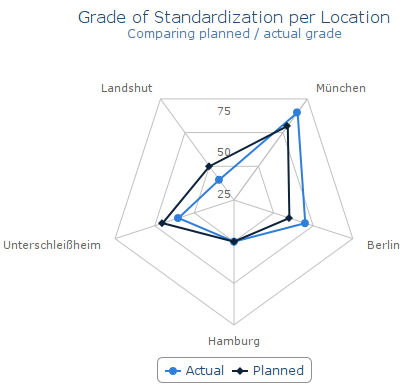 Grade of Standardization per Location
Comparing planned / actual grade
Landshut
München
75
50
25
Unterschleißheim
Berlin
Hamburg
Actual
Planned